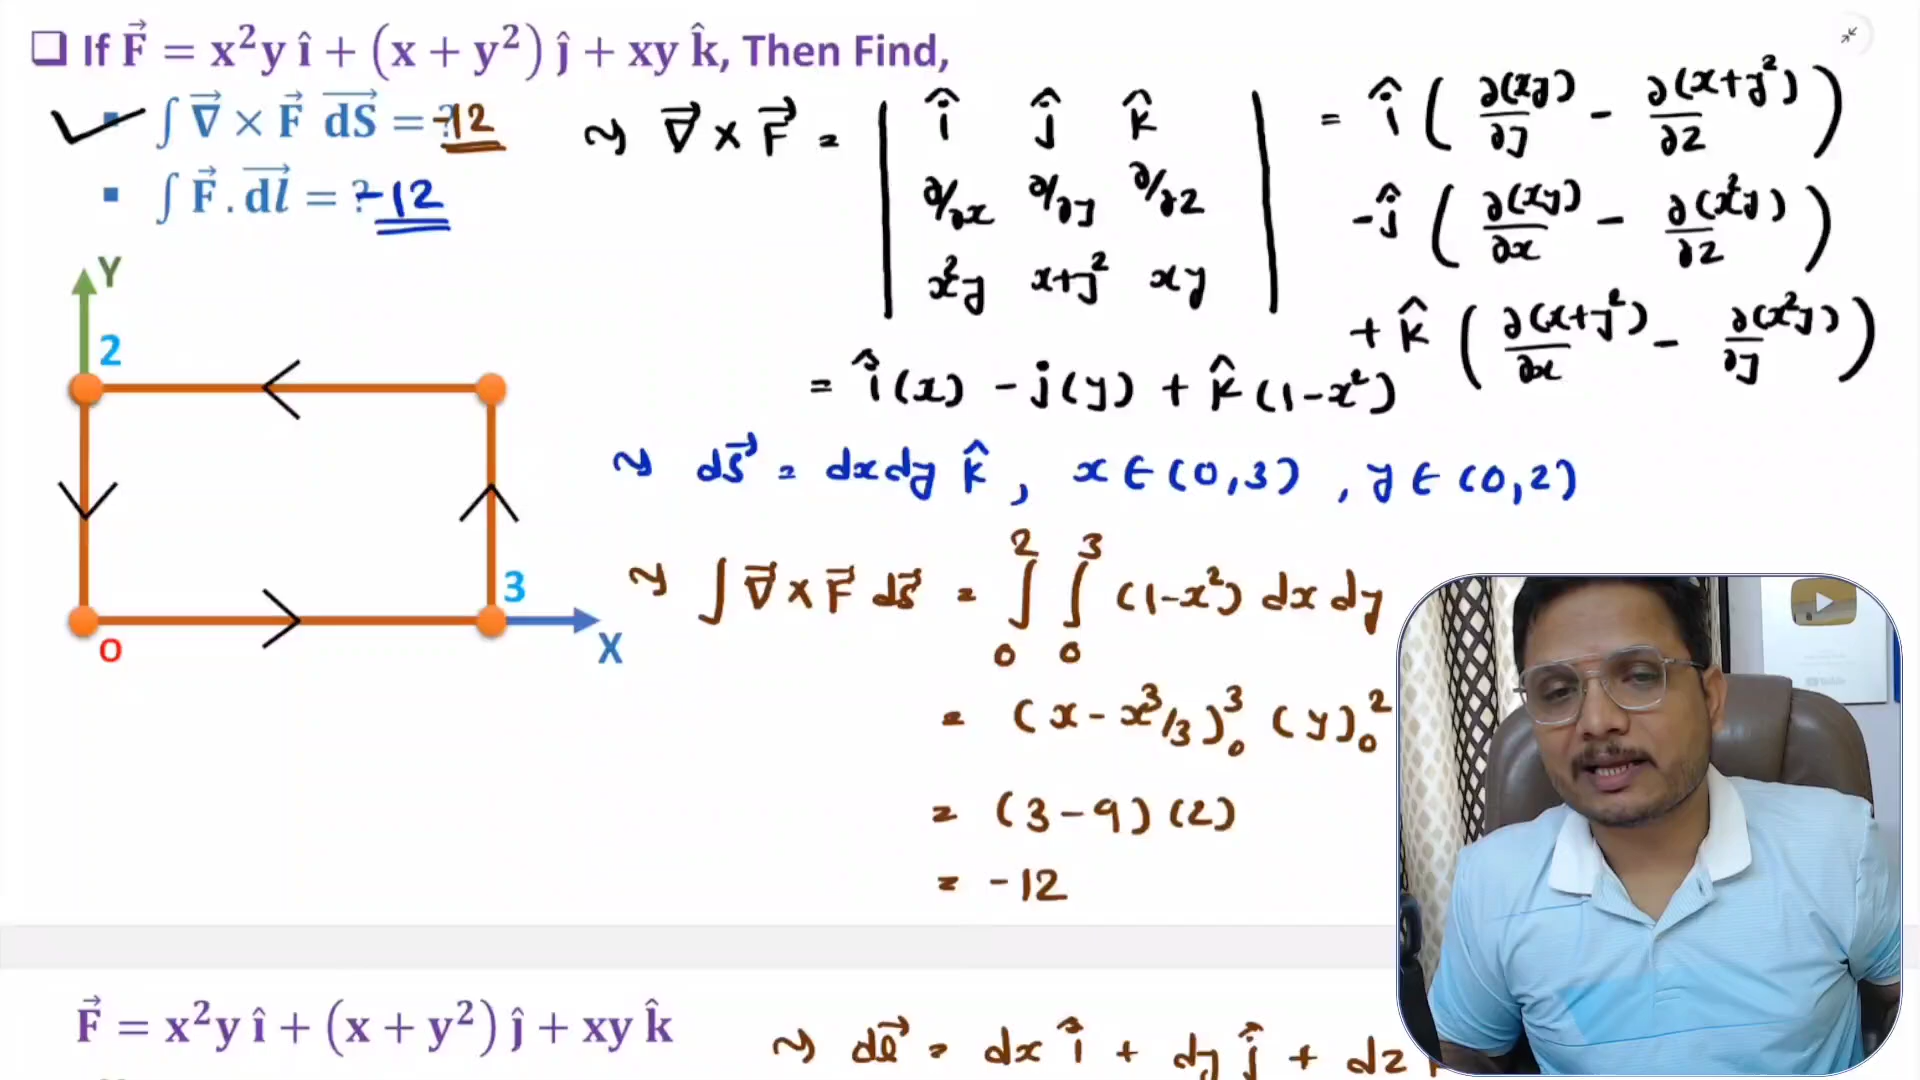 ❑ If F⃗ = x²y î + (x + y²) ĵ + xy k̂, Then Find,
▪ ∫ ∇⃗ × F⃗ dS⃗ = ? -12
▪ ∫ F⃗ . dl⃗ = ? -12
Y
2
3
O
X
⇝ ∇⃗ × F⃗ = | î ĵ k̂ |
| ∂/∂x ∂/∂y ∂/∂z |
| x²y x+y² xy |
= î ( ∂(xy)/∂y - ∂(x+y²)/∂z )
-ĵ ( ∂(xy)/∂x - ∂(x²y)/∂z )
+ k̂ ( ∂(x+y²)/∂x - ∂(x²y)/∂y )
= î(x) - j(y) + k̂(1-x²)
⇝ dS⃗ = dxdy k̂, x ∈ (0,3), y ∈ (0,2)
⇝ ∫ ∇⃗ × F⃗ dS⃗ = ∫₀² ∫₀³ (1-x²) dx dy
= (x - x³/3)₀³ (y)₀²
= (3-9)(2)
= -12
F⃗ = x²y î + (x + y²) ĵ + xy k̂
⇝ dl⃗ = dx î + dy ĵ + dz